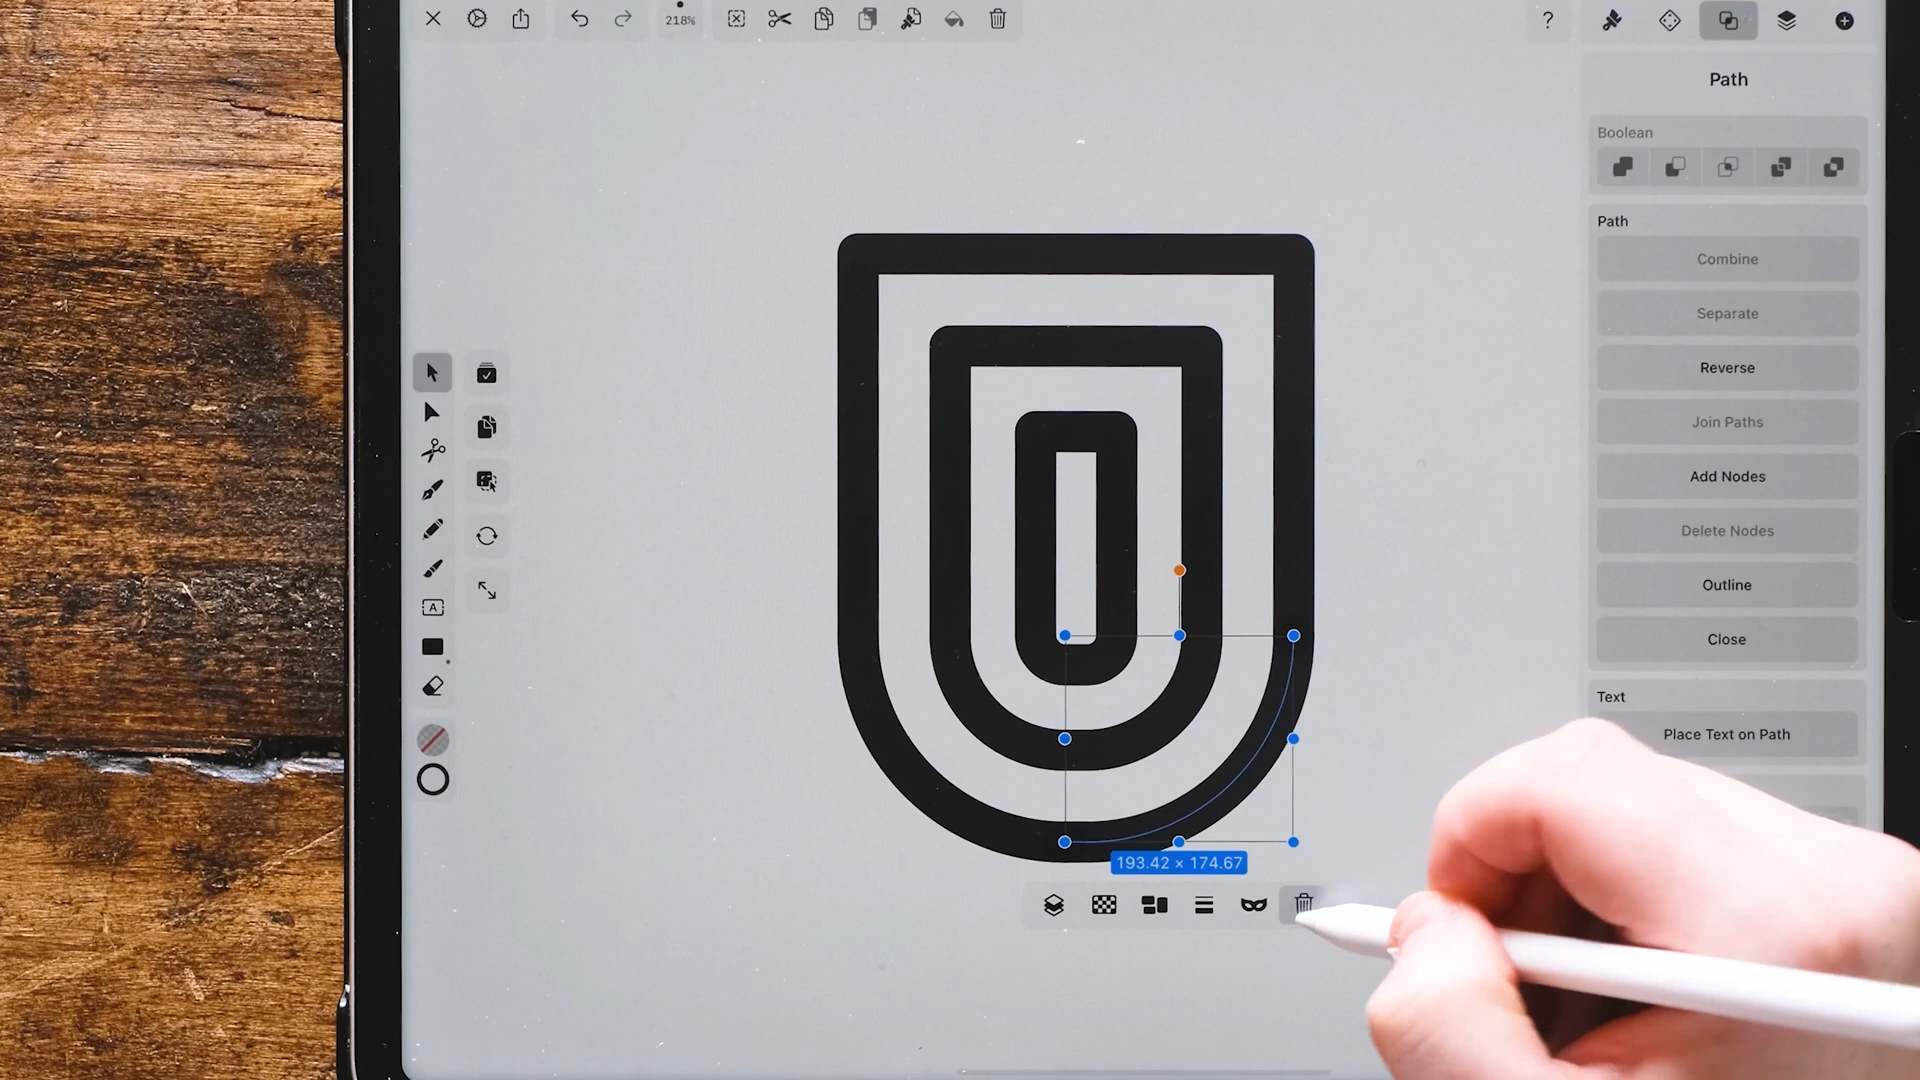 218%
?
Path
Boolean
Path
Combine
Separate
Reverse
Join Paths
Add Nodes
Delete Nodes
Outline
Close
Text
Place Text on Path
A
193.42 × 174.67